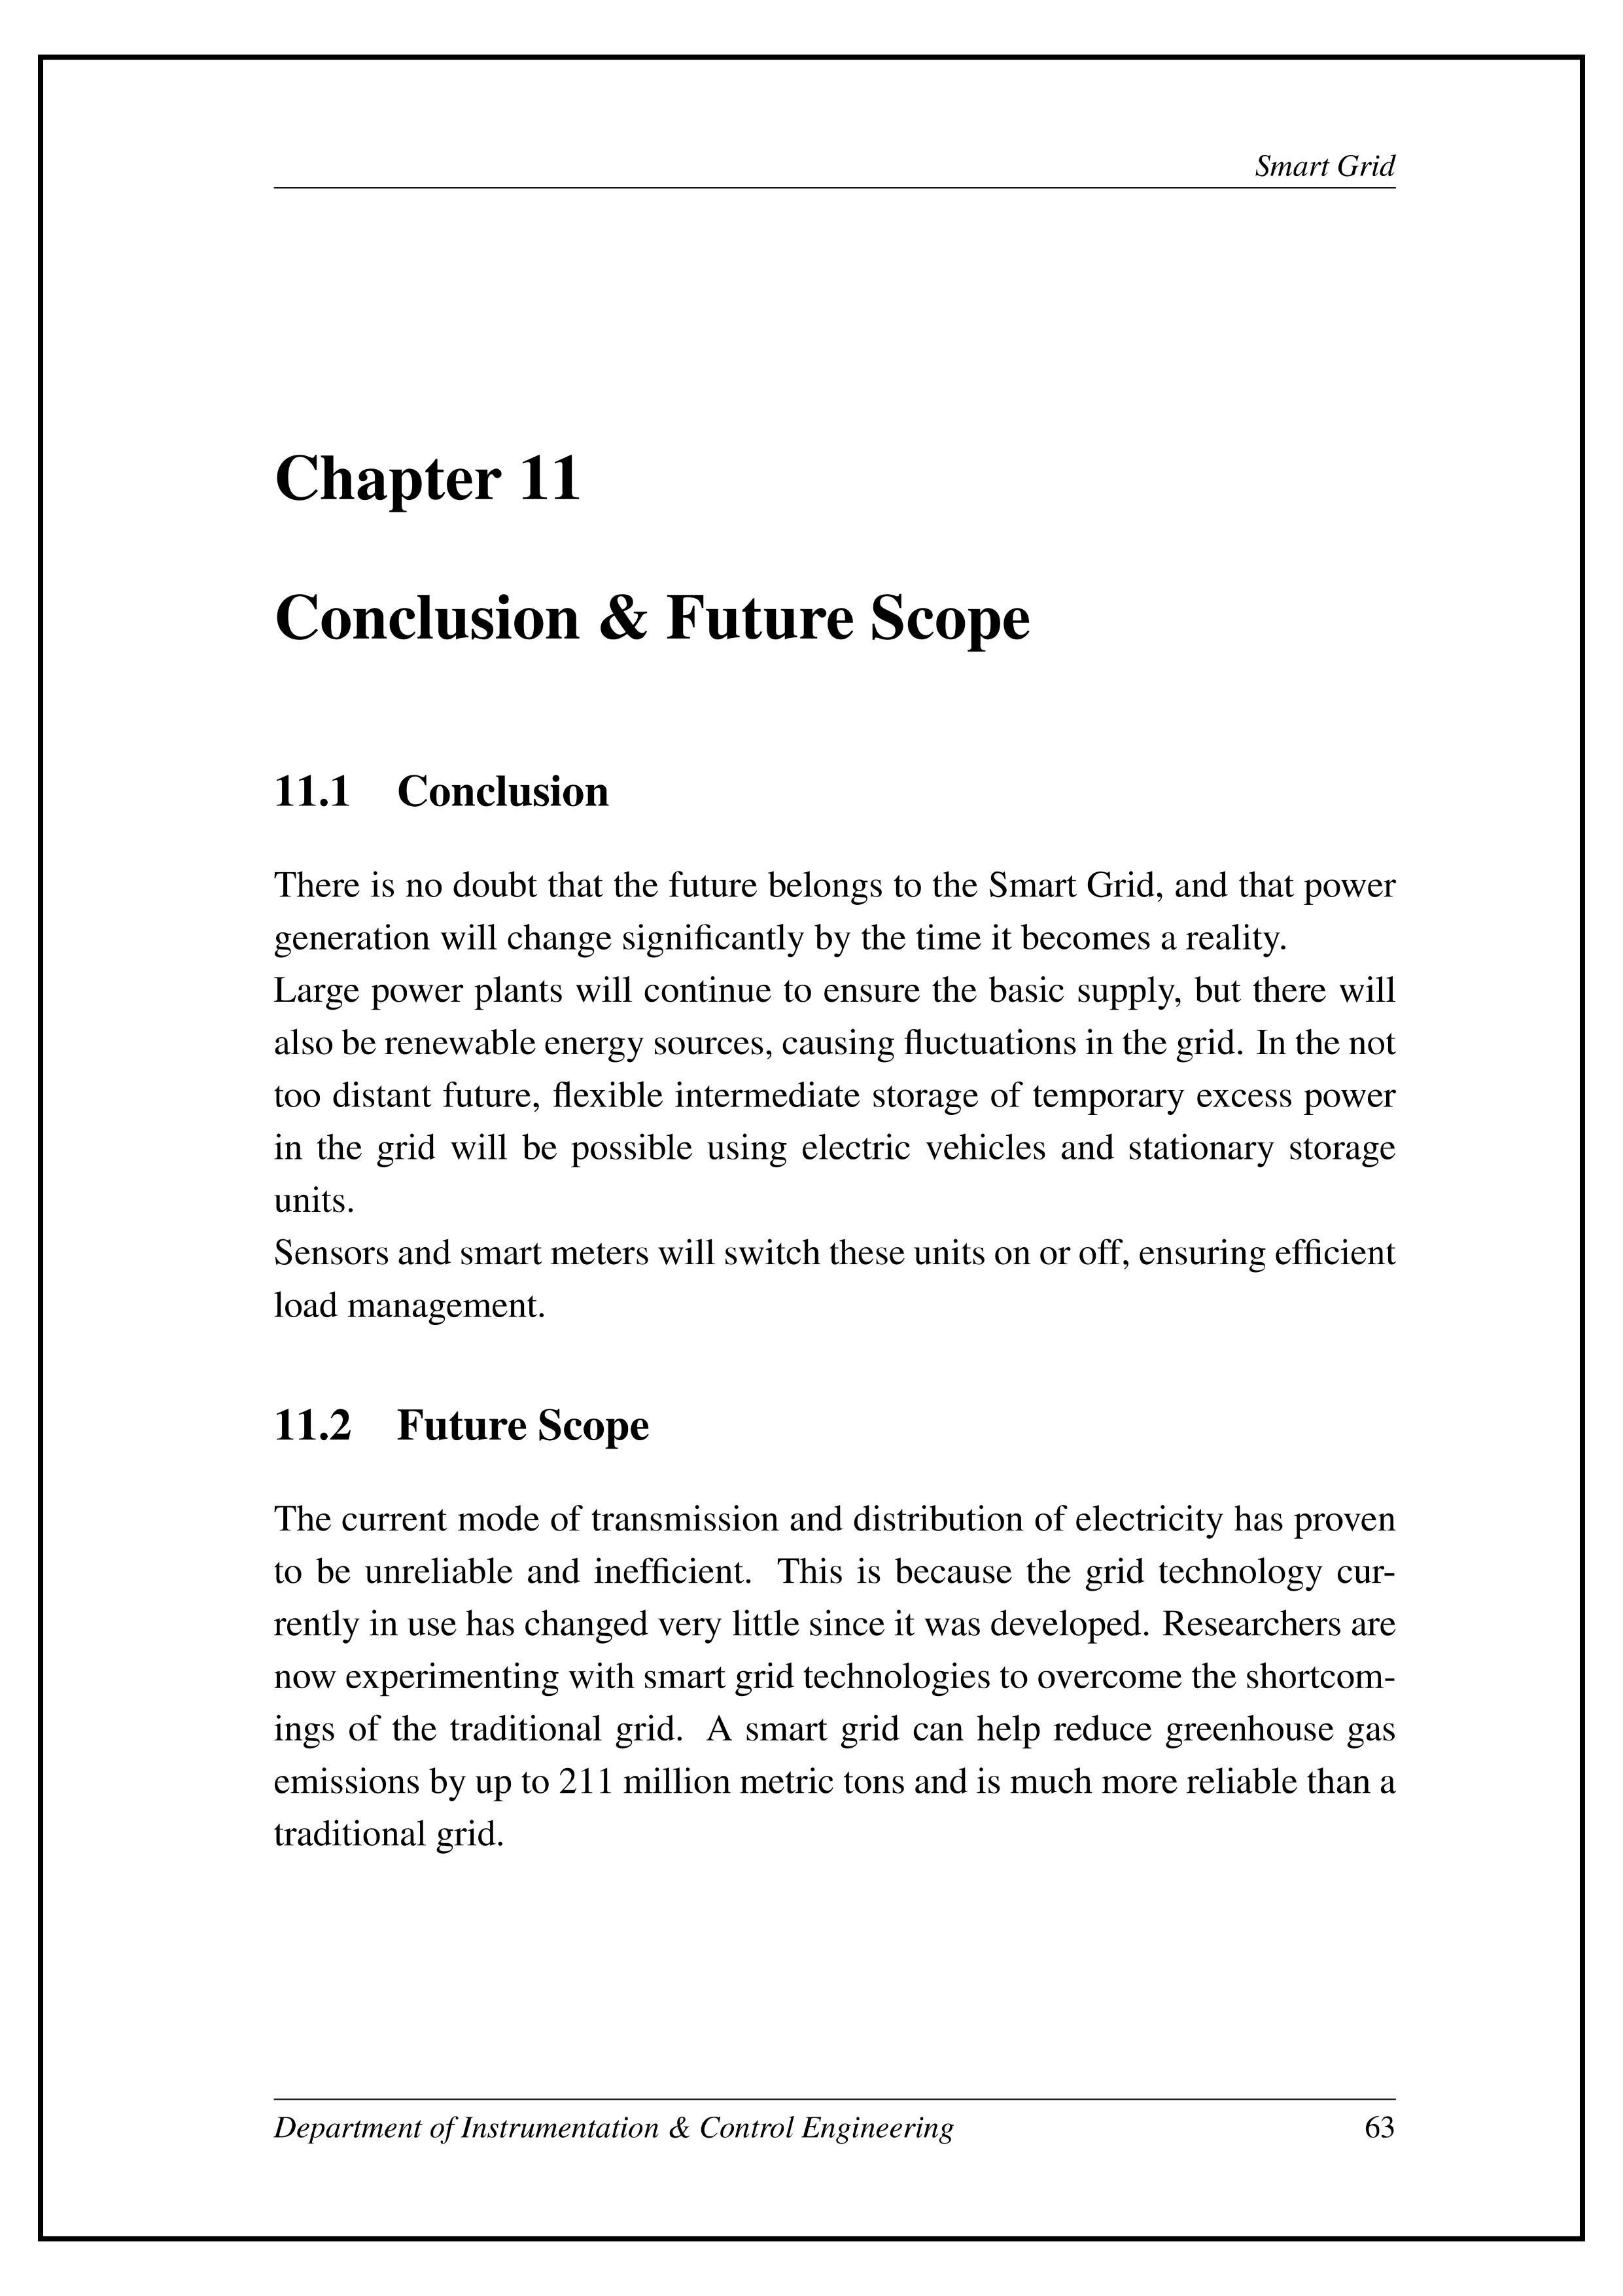 Smart Grid
Chapter 11
Conclusion & Future Scope
11.1 Conclusion
There is no doubt that the future belongs to the Smart Grid, and that power
generation will change significantly by the time it becomes a reality.
Large power plants will continue to ensure the basic supply, but there will
also be renewable energy sources, causing fluctuations in the grid. In the not
too distant future, flexible intermediate storage of temporary excess power
in the grid will be possible using electric vehicles and stationary storage
units.
Sensors and smart meters will switch these units on or off, ensuring efficient
load management.
11.2 Future Scope
The current mode of transmission and distribution of electricity has proven
to be unreliable and inefficient. This is because the grid technology cur-
rently in use has changed very little since it was developed. Researchers are
now experimenting with smart grid technologies to overcome the shortcom-
ings of the traditional grid. A smart grid can help reduce greenhouse gas
emissions by up to 211 million metric tons and is much more reliable than a
traditional grid.
Department of Instrumentation & Control Engineering 63